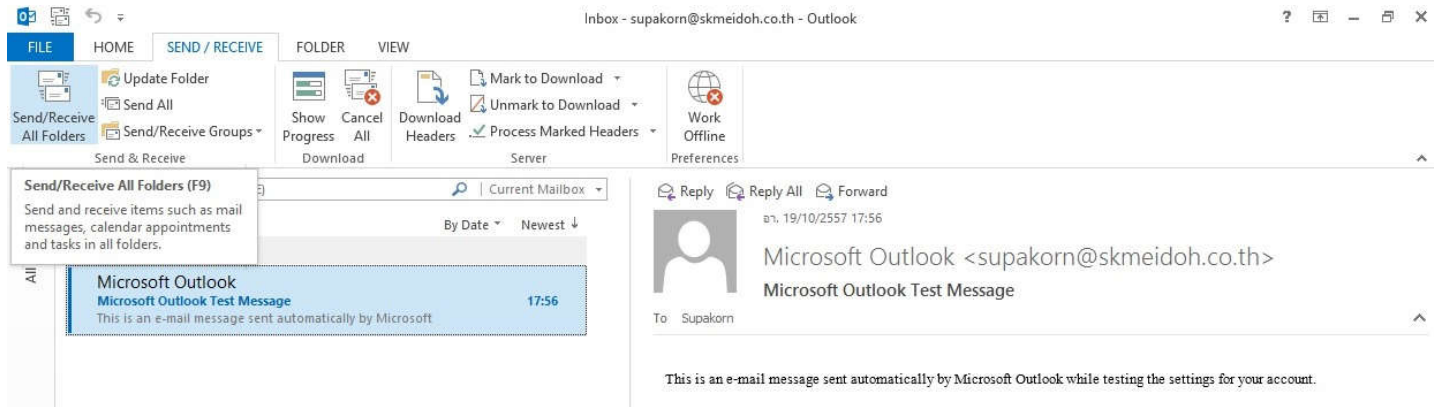 Inbox - supakorn@skmeidoh.co.th - Outlook
FILE HOME SEND / RECEIVE FOLDER VIEW
Send/Receive All Folders
Update Folder
Send All
Send/Receive Groups
Send & Receive
Show Progress
Cancel All
Download
Download Headers
Mark to Download
Unmark to Download
Process Marked Headers
Server
Work Offline
Preferences
Send/Receive All Folders (F9)
Send and receive items such as mail
messages, calendar appointments
and tasks in all folders.
Current Mailbox
By Date Newest
All
Microsoft Outlook
Microsoft Outlook Test Message 17:56
This is an e-mail message sent automatically by Microsoft
Reply Reply All Forward
อา. 19/10/2557 17:56
Microsoft Outlook <supakorn@skmeidoh.co.th>
Microsoft Outlook Test Message
To Supakorn
This is an e-mail message sent automatically by Microsoft Outlook while testing the settings for your account.